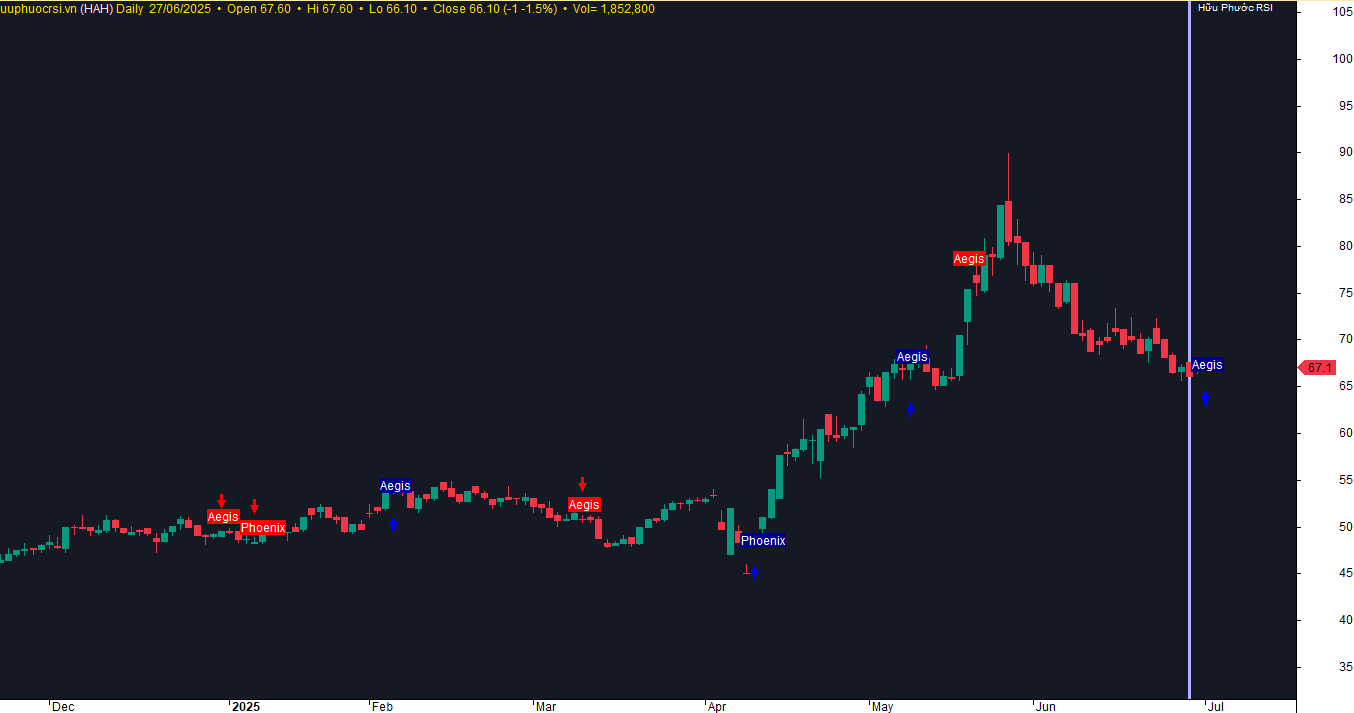 uuphuocrsi.vn (HAH) Daily 27/06/2025 • Open 67.60 • Hi 67.60 • Lo 66.10 • Close 66.10 (-1 -1.5%) • Vol= 1,852,800
Hữu Phước RSI
105
100
95
90
85
80
Aegis
75
70
Aegis
Aegis
67.1
65
60
55
Aegis
Aegis
Aegis
Phoenix
50
Phoenix
45
40
35
Dec 2025 Feb Mar Apr May Jun Jul